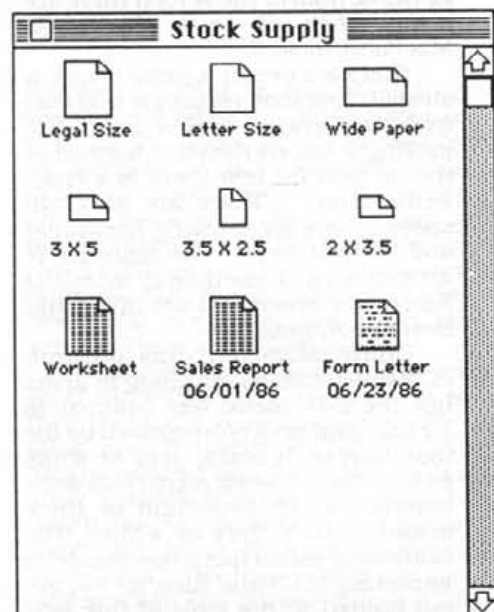 Stock Supply
Legal Size
Letter Size
Wide Paper
3 X 5
3.5 X 2.5
2 X 3.5
Worksheet
Sales Report
06/01/86
Form Letter
06/23/86